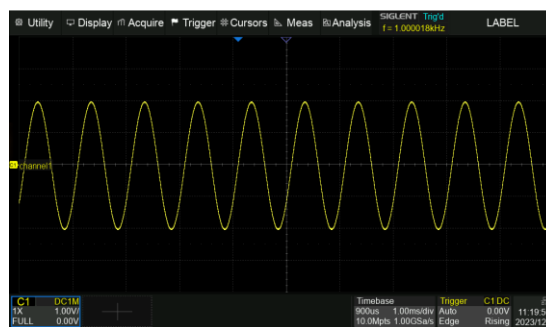 Utility Display Acquire Trigger Cursors Meas Analysis SIGLENT Trig'd LABEL
f = 1.000018kHz
C1 channel1
C1 DC1M
1X 1.00V/
FULL 0.00V
Timebase
900us 1.00ms/div
10.0Mpts 1.00GSa/s
Trigger C1 DC
Auto 0.00V
Edge Rising
11:19:5
2023/12